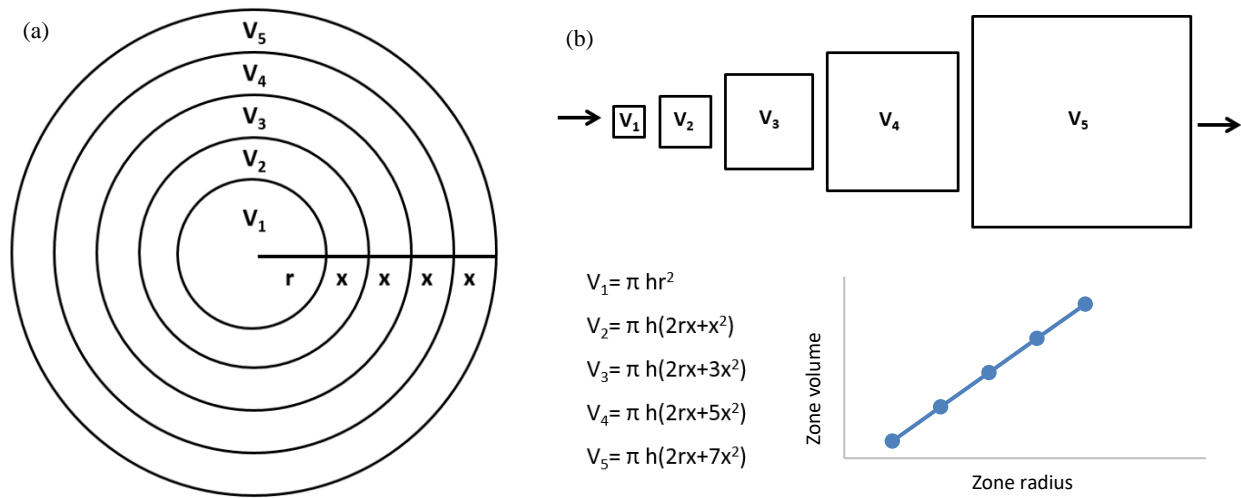 (a)
V₅
V₄
V₃
V₂
V₁
r x x x x
(b)
V₁ V₂ V₃ V₄ V₅
V₁= π hr²
V₂= π h(2rx+x²)
V₃= π h(2rx+3x²)
V₄= π h(2rx+5x²)
V₅= π h(2rx+7x²)
Zone volume
Zone radius